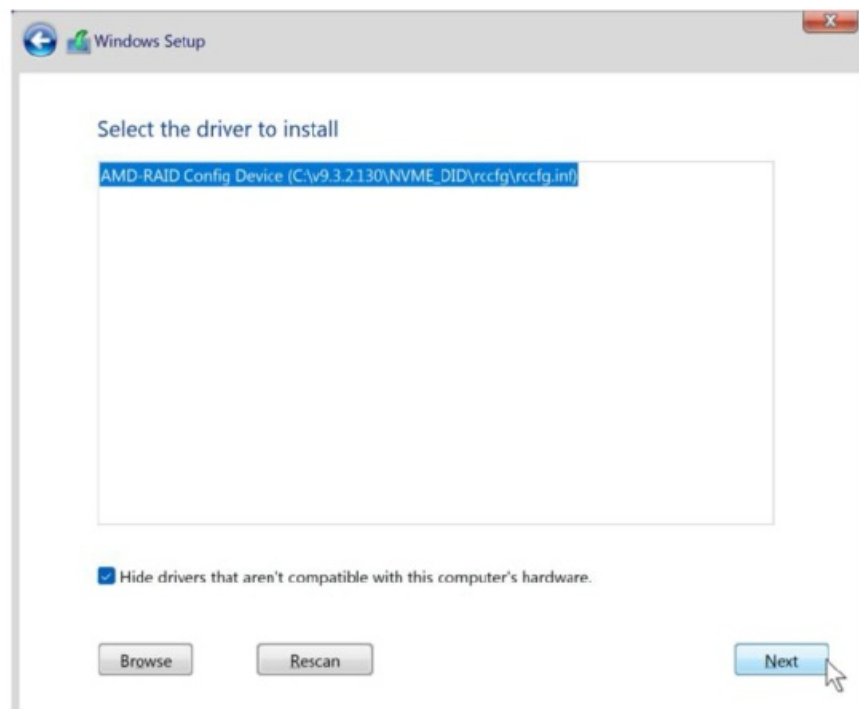 Windows Setup
Select the driver to install
AMD-RAID Config Device (C:\v9.3.2.130\NVME_DID\rccfg\rccfg.inf)
Hide drivers that aren't compatible with this computer's hardware.
Browse Rescan Next